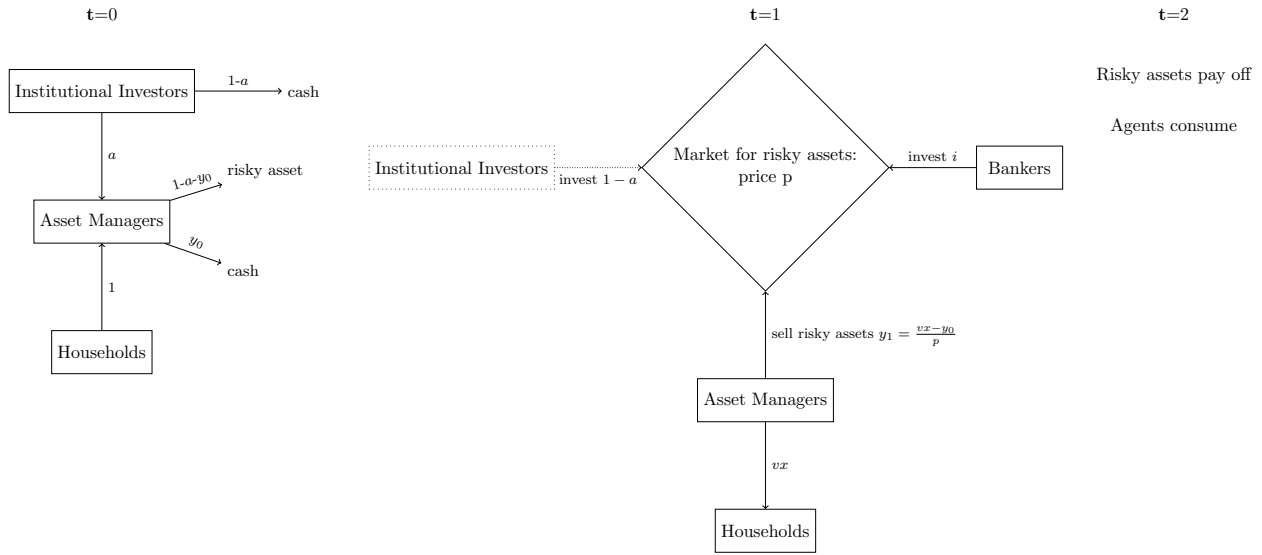 t=0
t=1
t=2
Institutional Investors
1-a
cash
a
1-a-y₀
risky asset
Asset Managers
y₀
cash
1
Households
Institutional Investors
invest 1 − a
Market for risky assets:
price p
invest i
Bankers
sell risky assets y₁ = \frac{vx−y₀}{p}
Asset Managers
vx
Households
Risky assets pay off
Agents consume